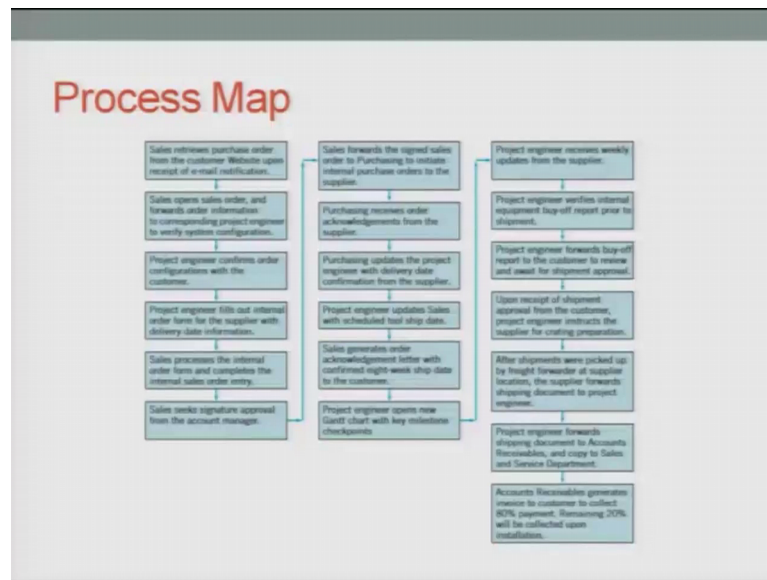 Process Map
Sales retrieves purchase order
from the customer Website upon
receipt of e-mail notification.
Sales opens sales order, and
forwards order information
to corresponding project engineer
to verify system configuration.
Project engineer confirms order
configurations with the
customer.
Project engineer fills out internal
order form for the supplier with
delivery date information.
Sales processes the internal
order form and completes the
internal sales order entry.
Sales seeks signature approval
from the account manager.
Sales forwards the signed sales
order to Purchasing to initiate
internal purchase orders to the
supplier.
Purchasing receives order
acknowledgements from the
supplier.
Purchasing updates the project
engineer with delivery date
confirmation from the supplier.
Project engineer updates Sales
with scheduled tool ship date.
Sales generates order
acknowledgement letter with
confirmed eight-week ship date
to the customer.
Project engineer opens new
Gantt chart with key milestone
checkpoints
Project engineer receives weekly
updates from the supplier.
Project engineer verifies internal
equipment buy-off report prior to
shipment.
Project engineer forwards buy-off
report to the customer to review
and await for shipment approval.
Upon receipt of shipment
approval from the customer,
project engineer instructs the
supplier for crating preparation.
After shipments were picked up
by freight forwarder at supplier
location, the supplier forwards
shipping document to project
engineer.
Project engineer forwards
shipping document to Accounts
Receivables, and copy to Sales
and Service Department.
Accounts Receivables generates
invoice to customer to collect
80% payment. Remaining 20%
will be collected upon
installation.